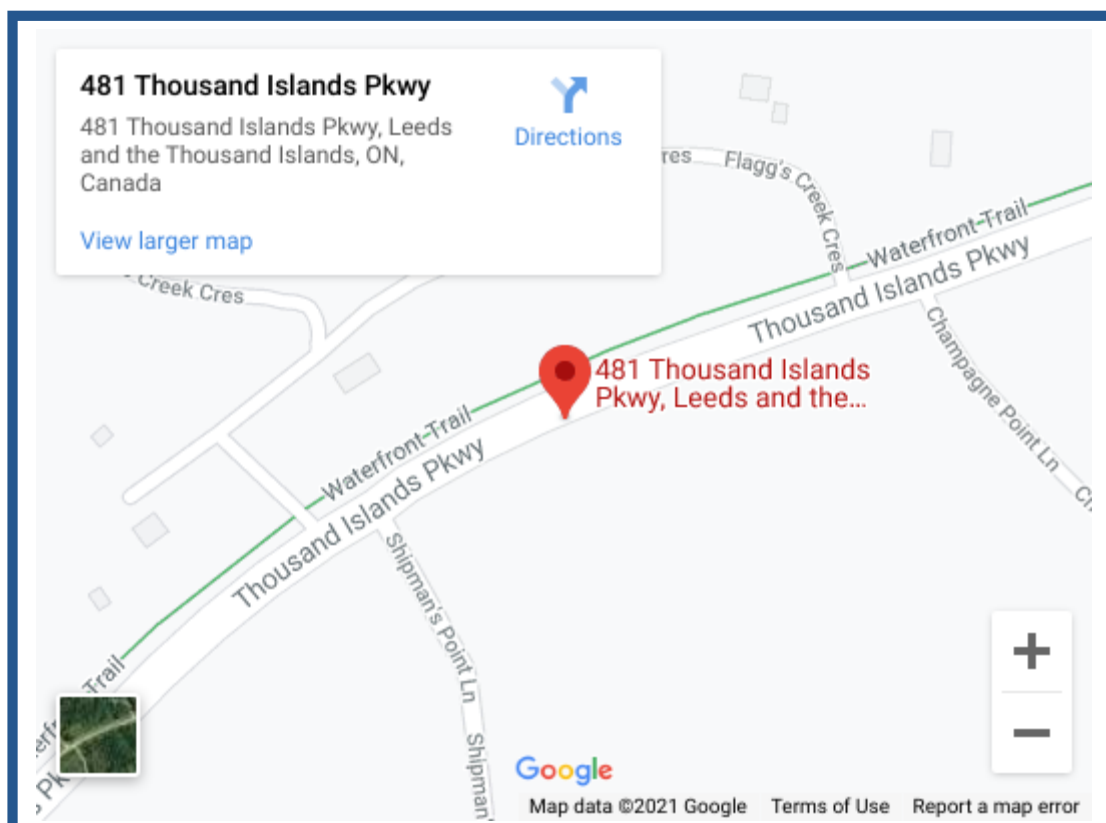 481 Thousand Islands Pkwy
481 Thousand Islands Pkwy, Leeds
and the Thousand Islands, ON,
Canada
Directions
View larger map
res
Flagg's Creek Cres
Creek Cres
Waterfront Trail
Thousand Islands Pkwy
Champagne Point Ln
Ch
481 Thousand Islands
Pkwy, Leeds and the...
Waterfront Trail
Thousand Islands Pkwy
Shipman's Point Ln
Shipman'
Trail
Google
Map data ©2021 Google
Terms of Use
Report a map error